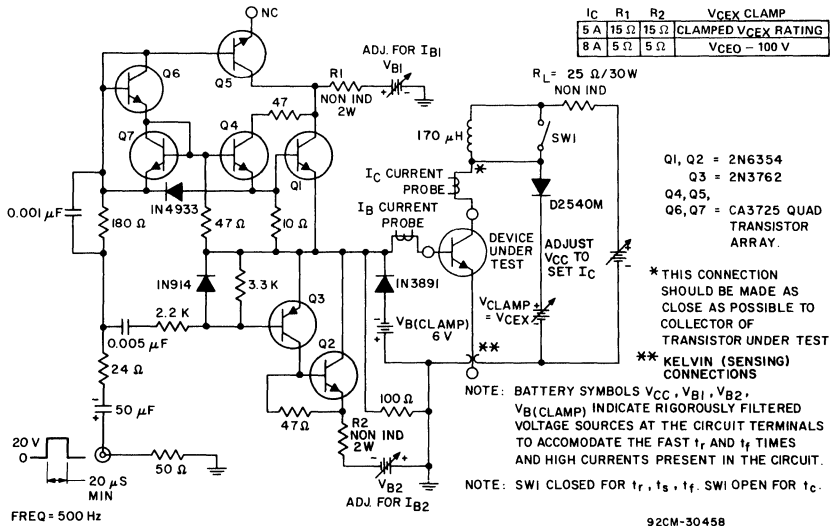 NC
IC R1 R2 VCEX CLAMP
5 A 15 Ω 15 Ω CLAMPED VCEX RATING
8 A 5 Ω 5 Ω VCEO – 100 V
Q6
Q5
ADJ. FOR IB1
VB1
+ -
R1
NON IND
2W
RL = 25 Ω/30W
NON IND
Q7
Q4
47
Q1
170 μH
SW1
IC CURRENT
PROBE
*
Q1, Q2 = 2N6354
Q3 = 2N3762
Q4, Q5,
Q6, Q7 = CA3725 QUAD
TRANSISTOR
ARRAY.
0.001 μF
180 Ω
IN4933
47 Ω
10 Ω
IB CURRENT
PROBE
D2540M
DEVICE
UNDER
TEST
ADJUST
VCC TO
SET IC
+
-
IN914
3.3 K
Q3
IN3891
VCLAMP
= VCEX
+
-
* THIS CONNECTION
SHOULD BE MADE AS
CLOSE AS POSSIBLE TO
COLLECTOR OF
TRANSISTOR UNDER TEST
2.2 K
0.005 μF
Q2
-
+
VB(CLAMP)
6 V
**
** KELVIN (SENSING)
CONNECTIONS
24 Ω
-
+
50 μF
47 Ω
R2
NON IND
2W
100 Ω
NOTE: BATTERY SYMBOLS VCC, VB1, VB2,
VB(CLAMP) INDICATE RIGOROUSLY FILTERED
VOLTAGE SOURCES AT THE CIRCUIT TERMINALS
TO ACCOMODATE THE FAST tr AND tf TIMES
AND HIGH CURRENTS PRESENT IN THE CIRCUIT.
20 V
0
20 μS
MIN
50 Ω
- +
VB2
ADJ. FOR IB2
NOTE: SW1 CLOSED FOR tr, ts, tf. SW1 OPEN FOR tc.
FREQ = 500 Hz
92CM-30458